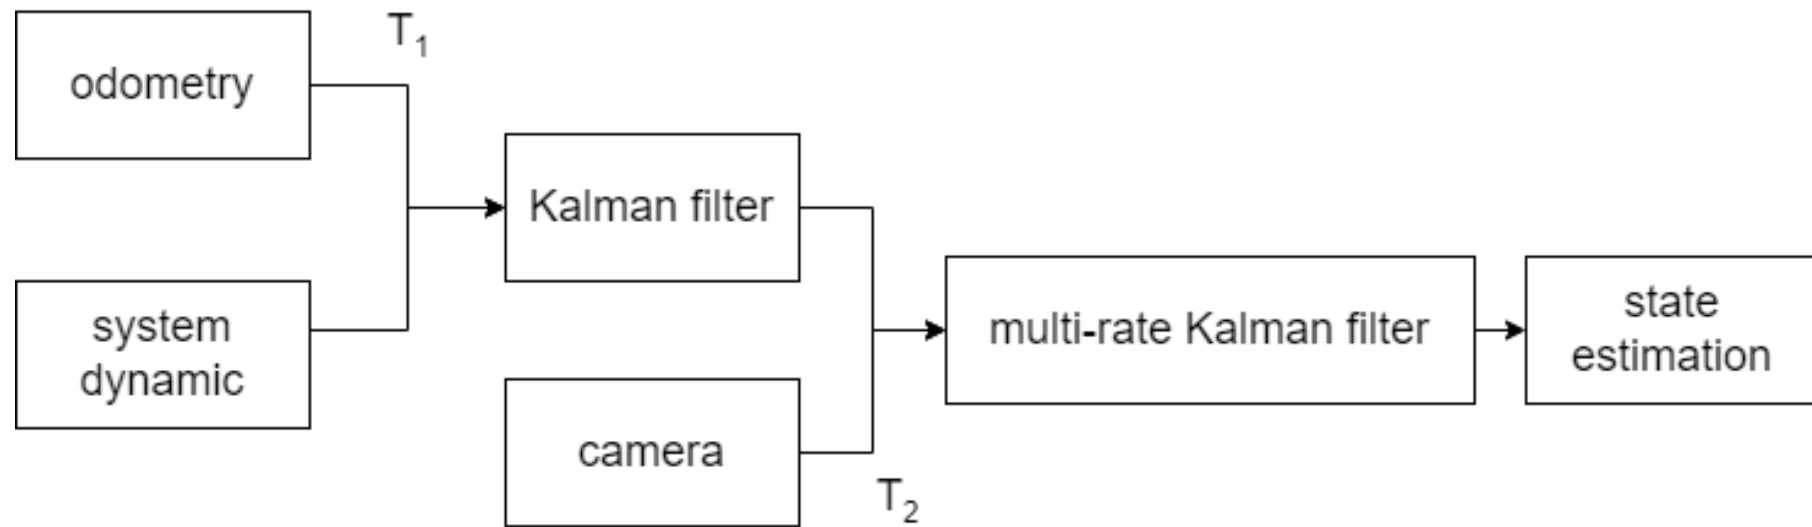 odometry
T₁
system
dynamic
Kalman filter
camera
T₂
multi-rate Kalman filter
state
estimation